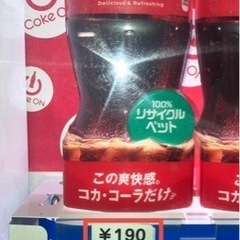 Delicious & Refreshing
Coke ON
100%
リサイクル
ペット
この爽快感。
コカ・コーラだけ。
¥190